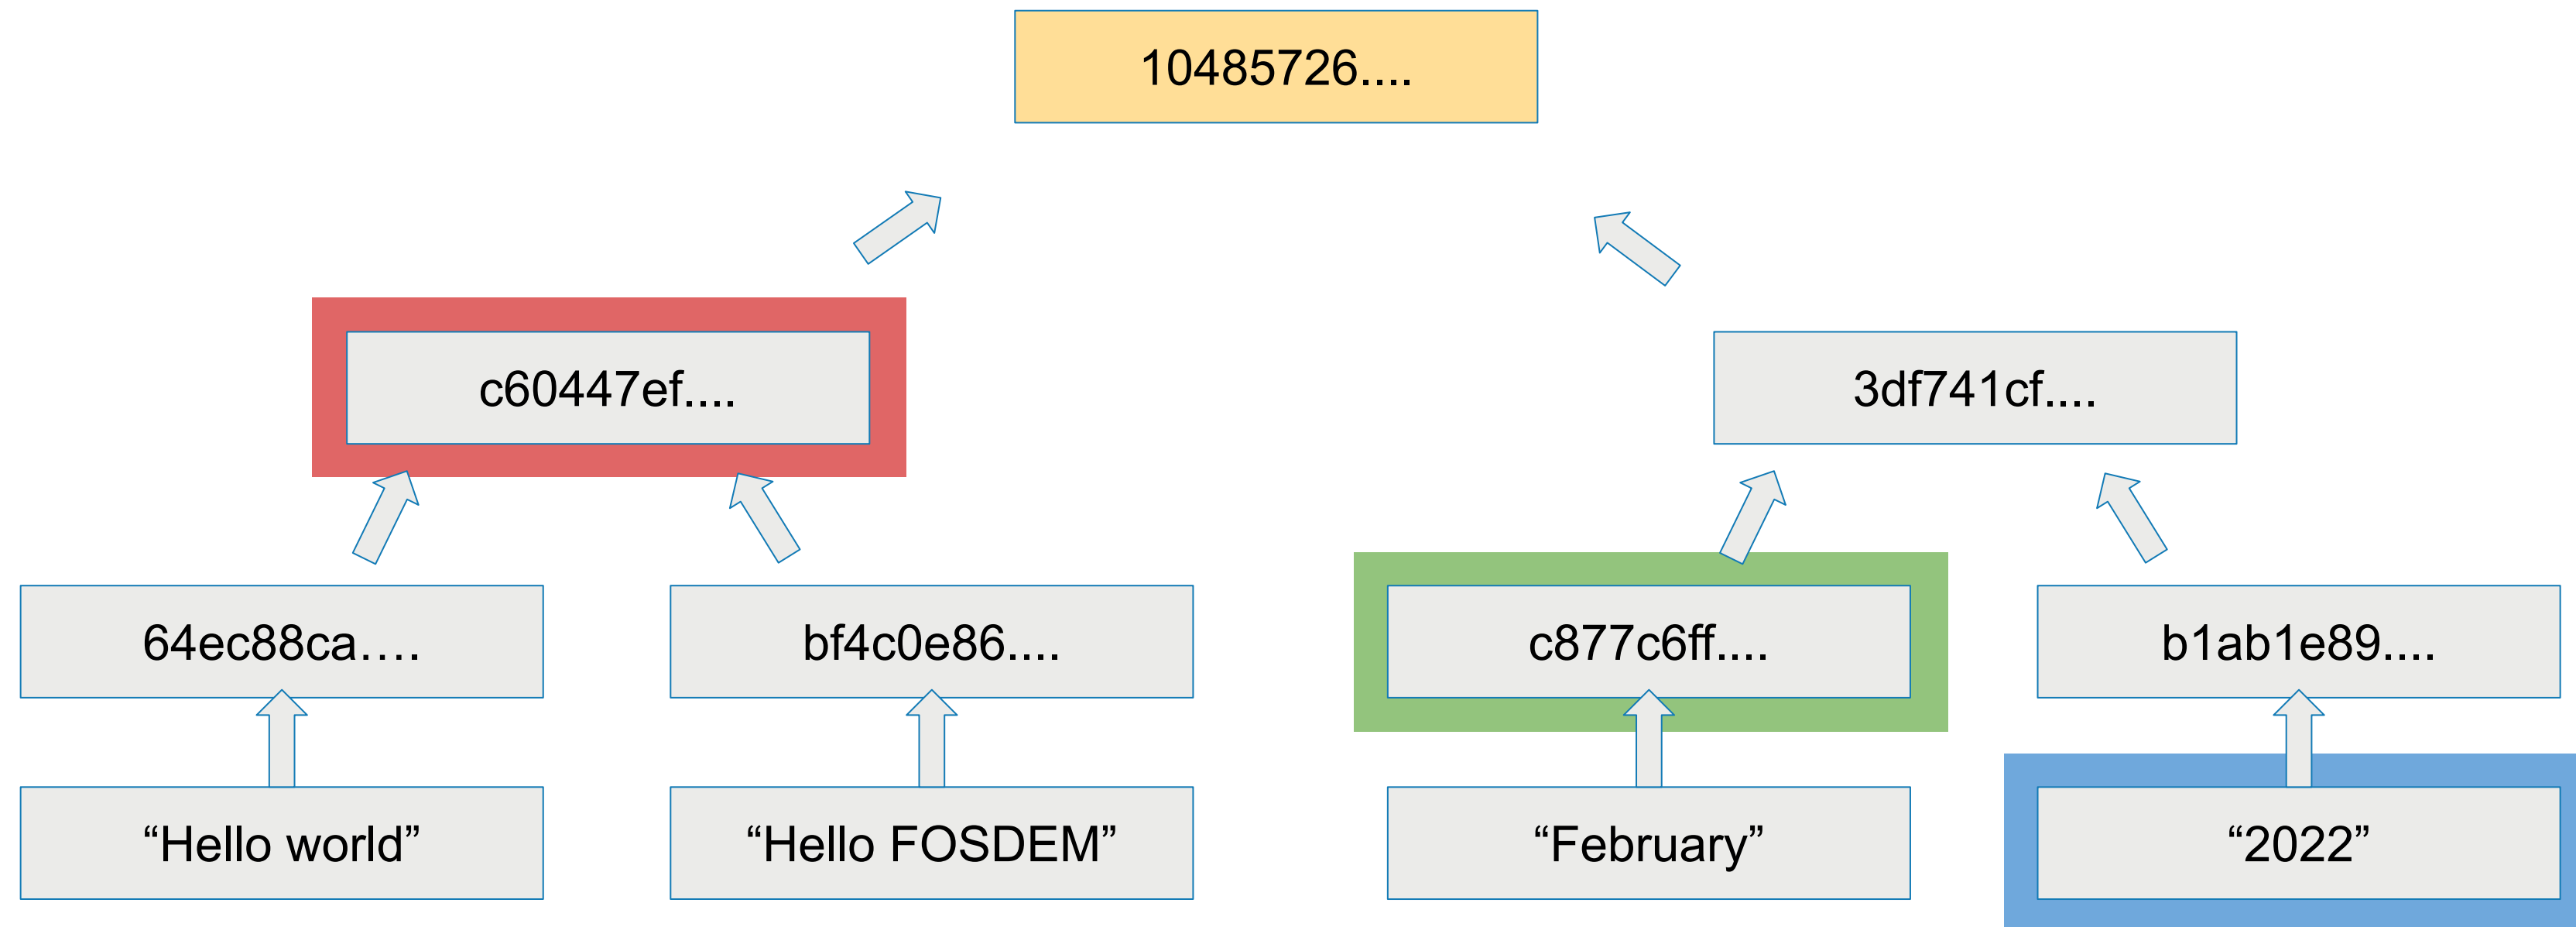 10485726....
c60447ef....
3df741cf....
64ec88ca....
bf4c0e86....
c877c6ff....
b1ab1e89....
“Hello world”
“Hello FOSDEM”
“February”
“2022”